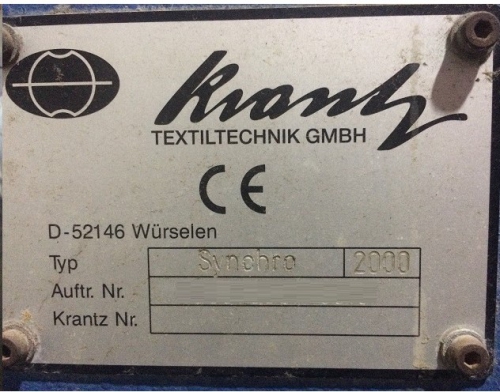 Krantz
TEXTILTECHNIK GMBH
CE
D-52146 Würselen
Typ Synchro 2000
Auftr. Nr.
Krantz Nr.